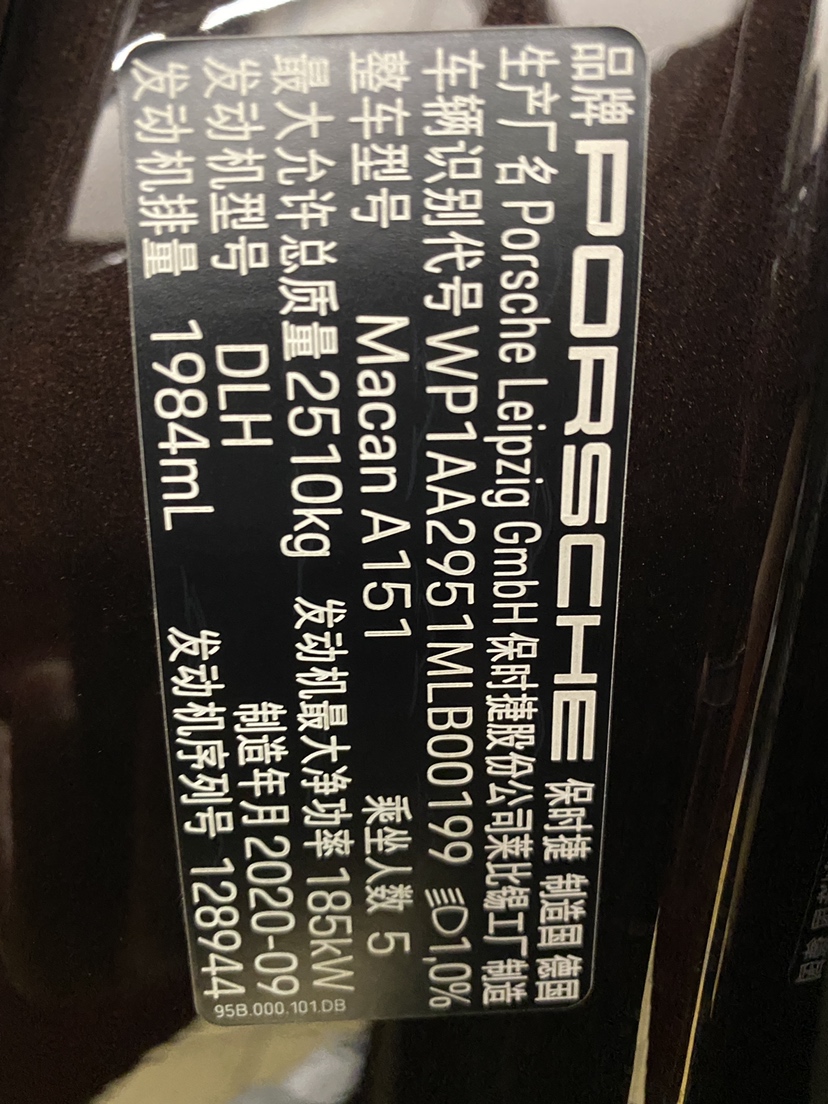 品牌 PORSCHE 保时捷 制造国 德国
生产厂名 Porsche Leipzig GmbH 保时捷股份公司莱比锡工厂制造
车辆识别代号 WP1AA2951MLB00199 1,0%
整车型号 Macan A151 乘坐人数 5
最大允许总质量 2510kg 发动机最大净功率 185kW
发动机型号 DLH 制造年月 2020-09
发动机排量 1984mL 发动机序列号 128944
95B.000.101.DB